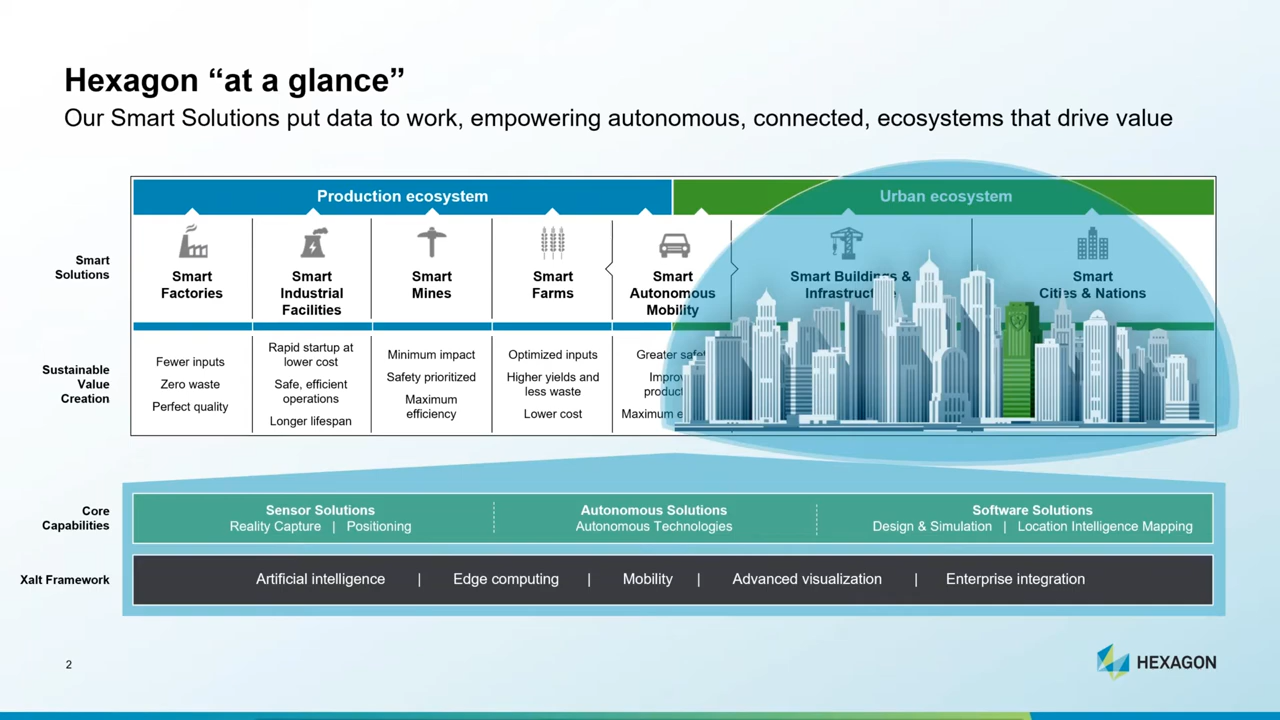 Hexagon “at a glance”
Our Smart Solutions put data to work, empowering autonomous, connected, ecosystems that drive value
Production ecosystem
Urban ecosystem
Smart
Solutions
Smart
Factories
Smart
Industrial
Facilities
Smart
Mines
Smart
Farms
Smart
Autonomous
Mobility
Smart Buildings &
Smart
Cities & Nations
Sustainable
Value
Creation
Fewer inputs
Zero waste
Perfect quality
Rapid startup at
lower cost
Safe, efficient
operations
Longer lifespan
Minimum impact
Safety prioritized
Maximum
efficiency
Optimized inputs
Higher yields and
less waste
Lower cost
Greater
Maximum
Core
Capabilities
Sensor Solutions
Reality Capture | Positioning
Autonomous Solutions
Autonomous Technologies
Software Solutions
Design & Simulation | Location Intelligence Mapping
Xalt Framework
Artificial intelligence | Edge computing | Mobility | Advanced visualization | Enterprise integration
2
HEXAGON